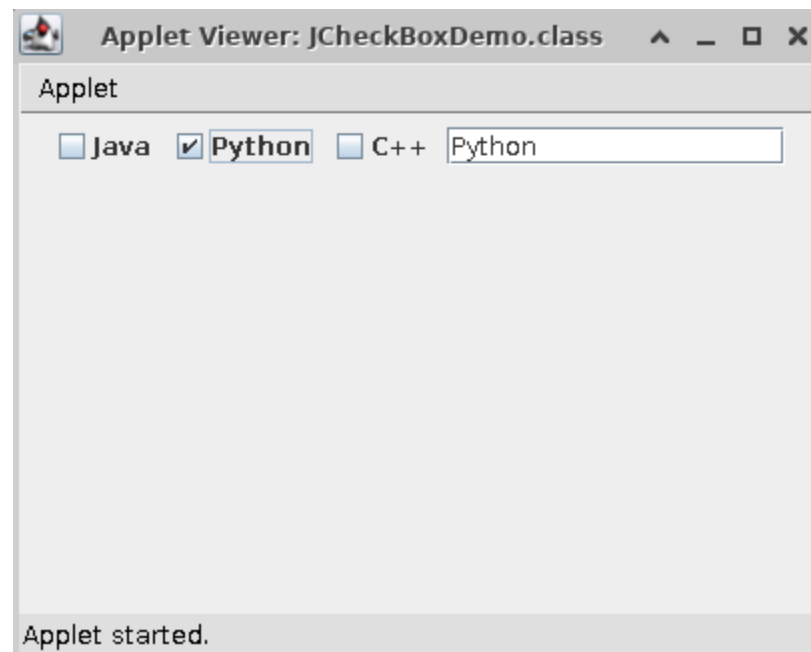 Applet Viewer: JCheckBoxDemo.class
Applet
Java Python C++ Python
Applet started.